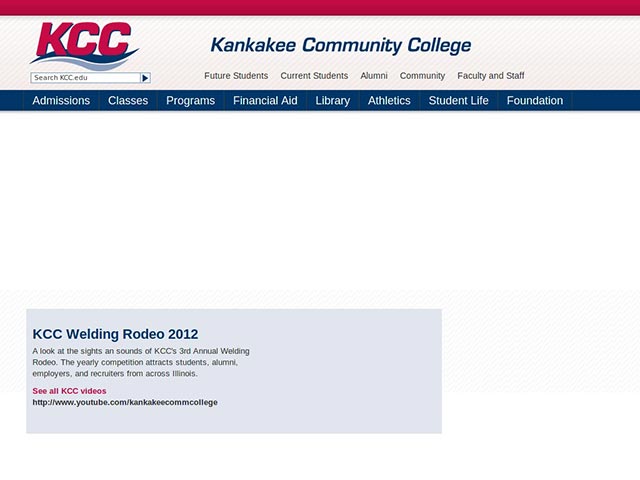 KCC
Kankakee Community College
Search KCC.edu
Future Students Current Students Alumni Community Faculty and Staff
Admissions Classes Programs Financial Aid Library Athletics Student Life Foundation
KCC Welding Rodeo 2012
A look at the sights an sounds of KCC's 3rd Annual Welding
Rodeo. The yearly competition attracts students, alumni,
employers, and recruiters from across Illinois.
See all KCC videos
http://www.youtube.com/kankakeecommcollege